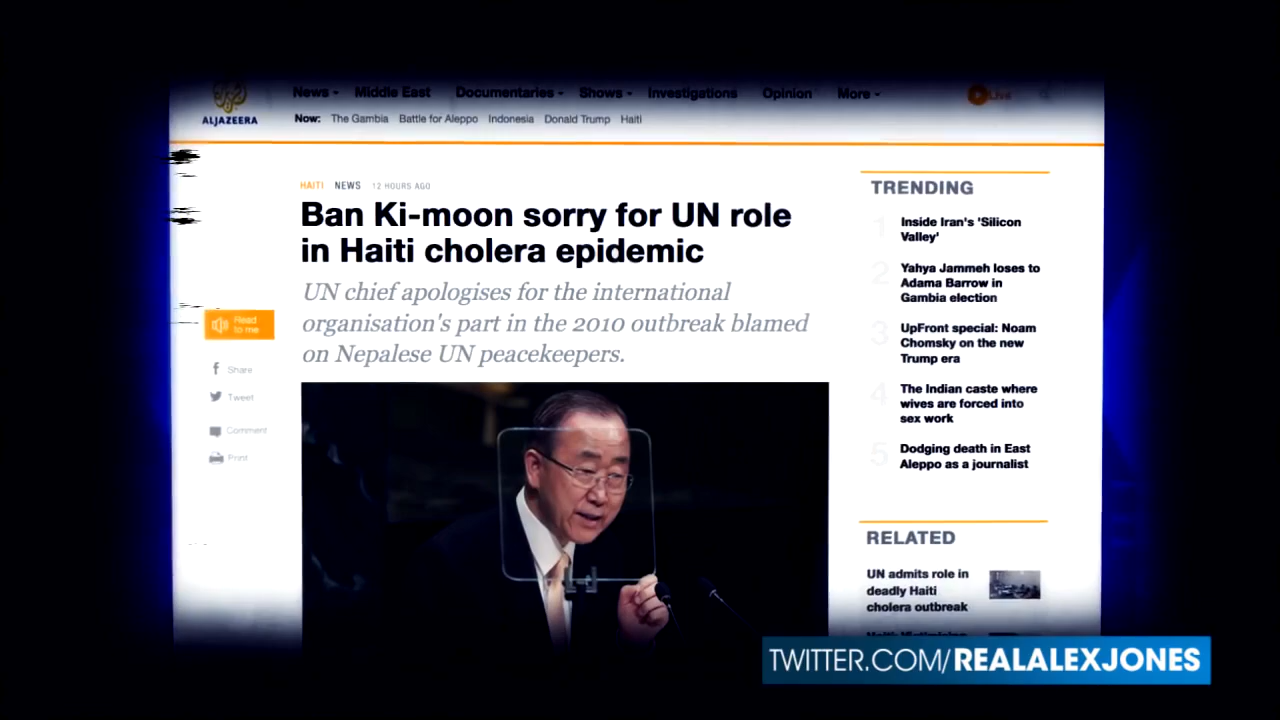 ALJAZEERA
News
Middle East
Documentaries
Shows
Investigations
Opinion
More
LIVE
Now: The Gambia Battle for Aleppo Indonesia Donald Trump Haiti
HAITI NEWS 12 HOURS AGO
Ban Ki-moon sorry for UN role
in Haiti cholera epidemic
UN chief apologises for the international
organisation's part in the 2010 outbreak blamed
on Nepalese UN peacekeepers.
Read
to me
Share
Tweet
Comment
Print
TRENDING
1 Inside Iran's 'Silicon
Valley'
2 Yahya Jammeh loses to
Adama Barrow in
Gambia election
3 UpFront special: Noam
Chomsky on the new
Trump era
4 The Indian caste where
wives are forced into
sex work
5 Dodging death in East
Aleppo as a journalist
RELATED
UN admits role in
deadly Haiti
cholera outbreak
TWITTER.COM/REALALEXJONES